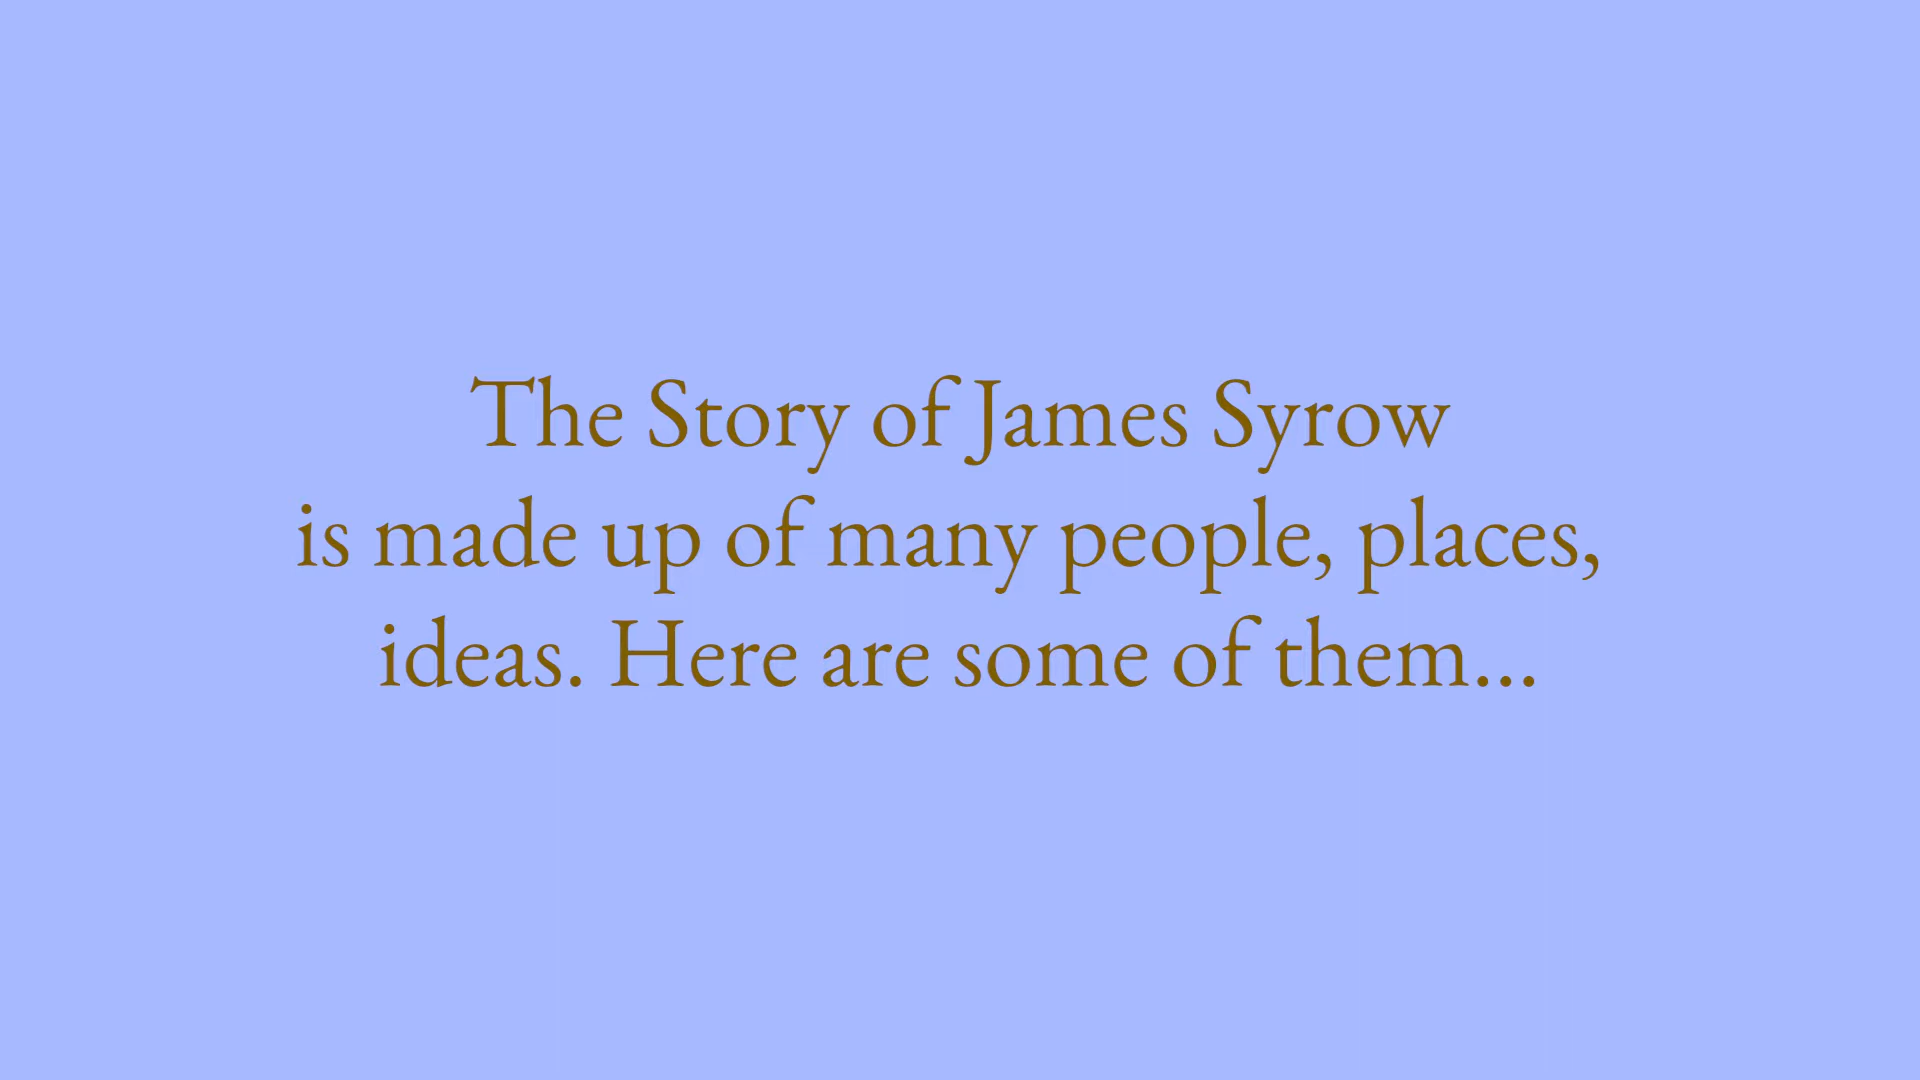 The Story of James Syrow
is made up of many people, places,
ideas. Here are some of them...